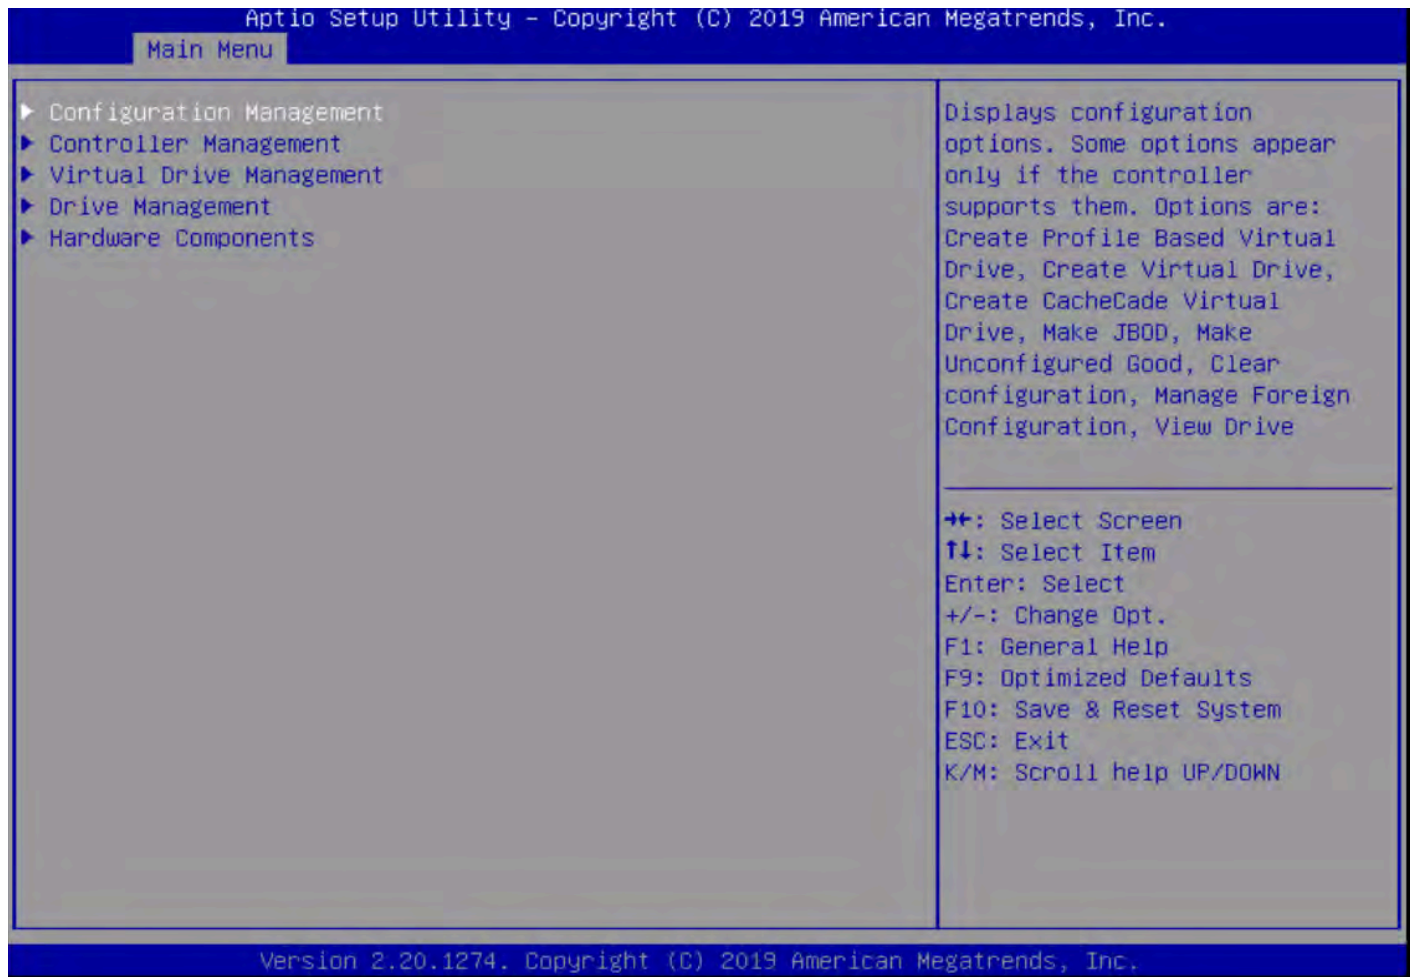 Aptio Setup Utility – Copyright (C) 2019 American Megatrends, Inc.
Main Menu
Configuration Management
Controller Management
Virtual Drive Management
Drive Management
Hardware Components
Displays configuration
options. Some options appear
only if the controller
supports them. Options are:
Create Profile Based Virtual
Drive, Create Virtual Drive,
Create CacheCade Virtual
Drive, Make JBOD, Make
Unconfigured Good, Clear
configuration, Manage Foreign
Configuration, View Drive
→←: Select Screen
↑↓: Select Item
Enter: Select
+/-: Change Opt.
F1: General Help
F9: Optimized Defaults
F10: Save & Reset System
ESC: Exit
K/M: Scroll help UP/DOWN
Version 2.20.1274. Copyright (C) 2019 American Megatrends, Inc.